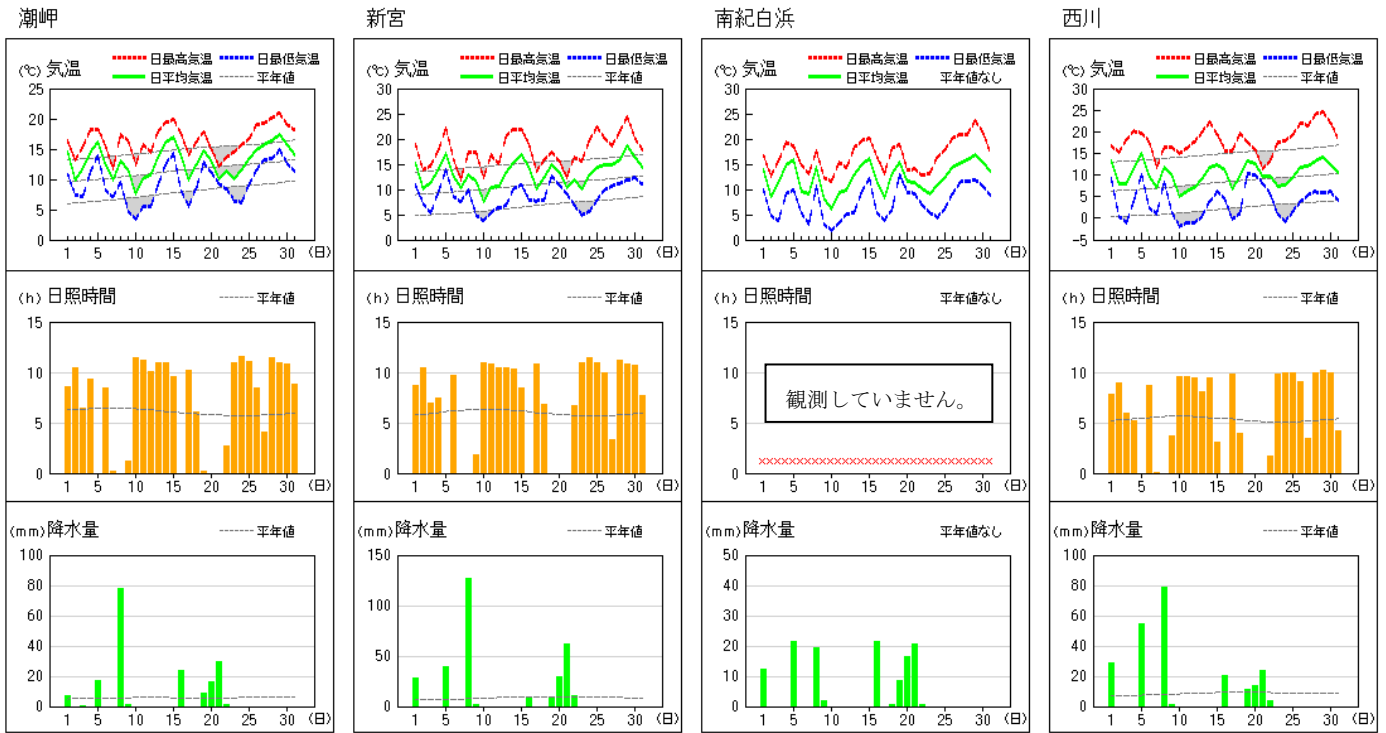 潮岬
(℃) 気温
日最高気温 日最低気温
日平均気温 平年値
25
20
15
10
5
0
1 5 10 15 20 25 30 (日)
(h) 日照時間 平年値
15
10
5
0
1 5 10 15 20 25 30 (日)
(mm) 降水量 平年値
100
80
60
40
20
0
1 5 10 15 20 25 30 (日)
新宮
(℃) 気温
日最高気温 日最低気温
日平均気温 平年値
30
25
20
15
10
5
0
1 5 10 15 20 25 30 (日)
(h) 日照時間 平年値
15
10
5
0
1 5 10 15 20 25 30 (日)
(mm) 降水量 平年値
150
100
50
0
1 5 10 15 20 25 30 (日)
南紀白浜
(℃) 気温
日最高気温 日最低気温
日平均気温 平年値なし
30
25
20
15
10
5
0
1 5 10 15 20 25 30 (日)
(h) 日照時間 平年値なし
15
10
観測していません。
5
0
1 5 10 15 20 25 30 (日)
(mm) 降水量 平年値なし
50
40
30
20
10
0
1 5 10 15 20 25 30 (日)
西川
(℃) 気温
日最高気温 日最低気温
日平均気温 平年値
30
25
20
15
10
5
0
-5
1 5 10 15 20 25 30 (日)
(h) 日照時間 平年値
15
10
5
0
1 5 10 15 20 25 30 (日)
(mm) 降水量 平年値
100
80
60
40
20
0
1 5 10 15 20 25 30 (日)